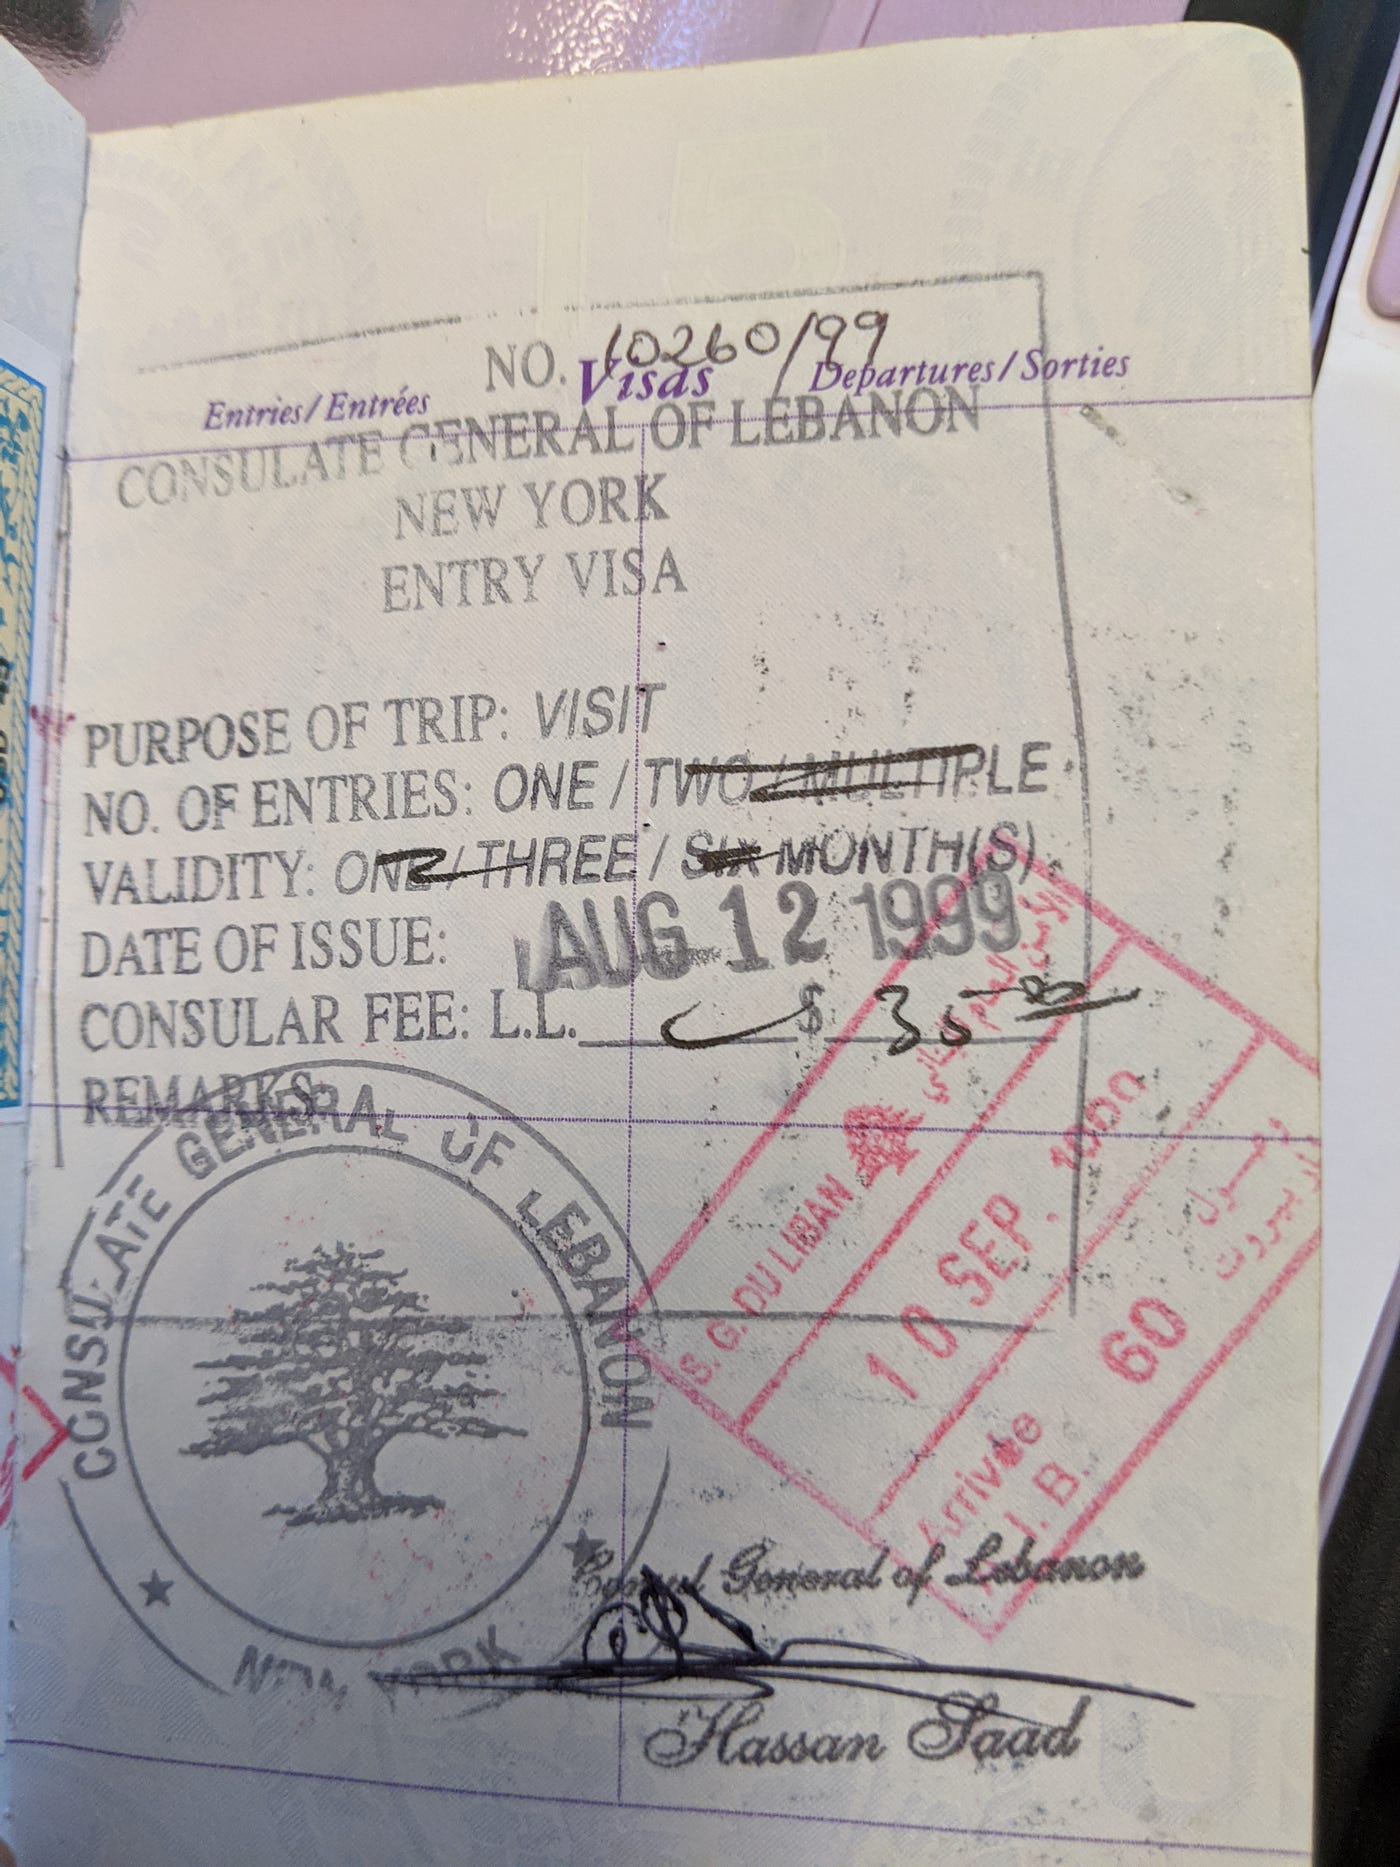 15
NO. 10260/99
Entries/Entrées Visas Departures/Sorties
CONSULATE GENERAL OF LEBANON
NEW YORK
ENTRY VISA
PURPOSE OF TRIP: VISIT
NO. OF ENTRIES: ONE / TWO / MULTIPLE
VALIDITY: ONE / THREE / SIX MONTH(S)
DATE OF ISSUE: AUG 12 1999
CONSULAR FEE: L.L. $ 35
REMARKS:
CONSULATE GENERAL OF LEBANON
NEW YORK
S. G. DU LIBAN
10 SEP
60
Arrivée
وصول
بيروت
Consul General of Lebanon
Hassan Saad